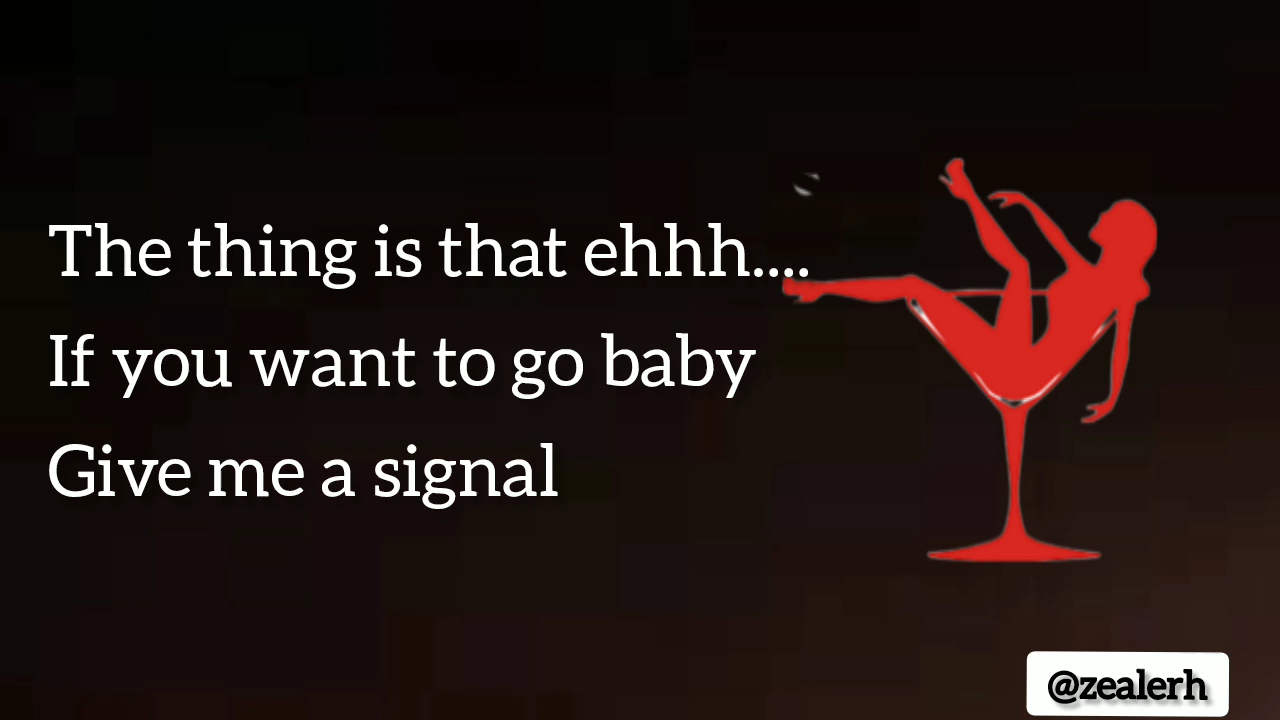 The thing is that ehhh....
If you want to go baby
Give me a signal
@zealerh